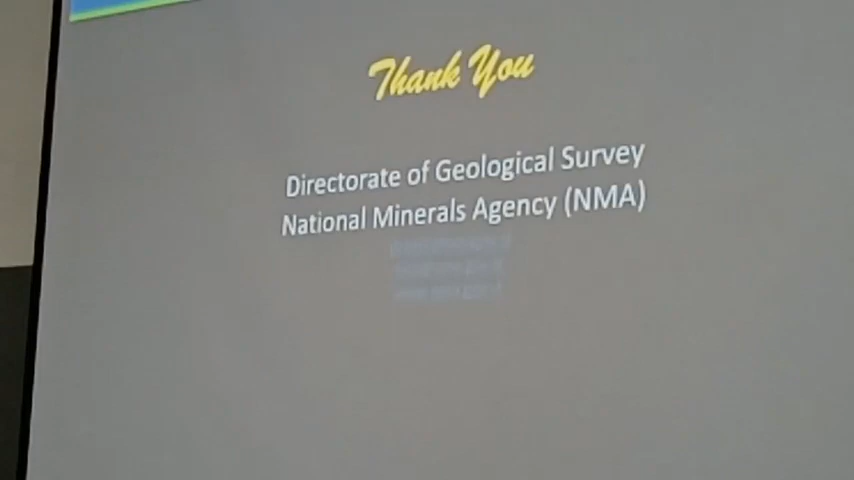 Thank You
Directorate of Geological Survey
National Minerals Agency (NMA)